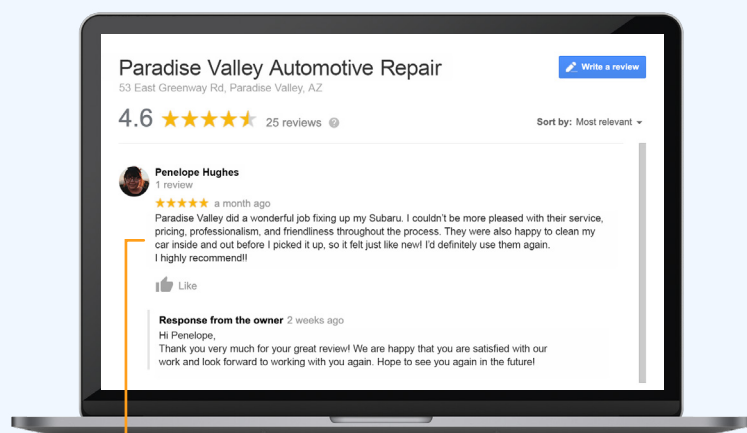 Paradise Valley Automotive Repair
Write a review
53 East Greenway Rd, Paradise Valley, AZ
4.6 25 reviews
Sort by: Most relevant
Penelope Hughes
1 review
a month ago
Paradise Valley did a wonderful job fixing up my Subaru. I couldn't be more pleased with their service,
pricing, professionalism, and friendliness throughout the process. They were also happy to clean my
car inside and out before I picked it up, so it felt just like new! I'd definitely use them again.
I highly recommend!!
Like
Response from the owner 2 weeks ago
Hi Penelope,
Thank you very much for your great review! We are happy that you are satisfied with our
work and look forward to working with you again. Hope to see you again in the future!